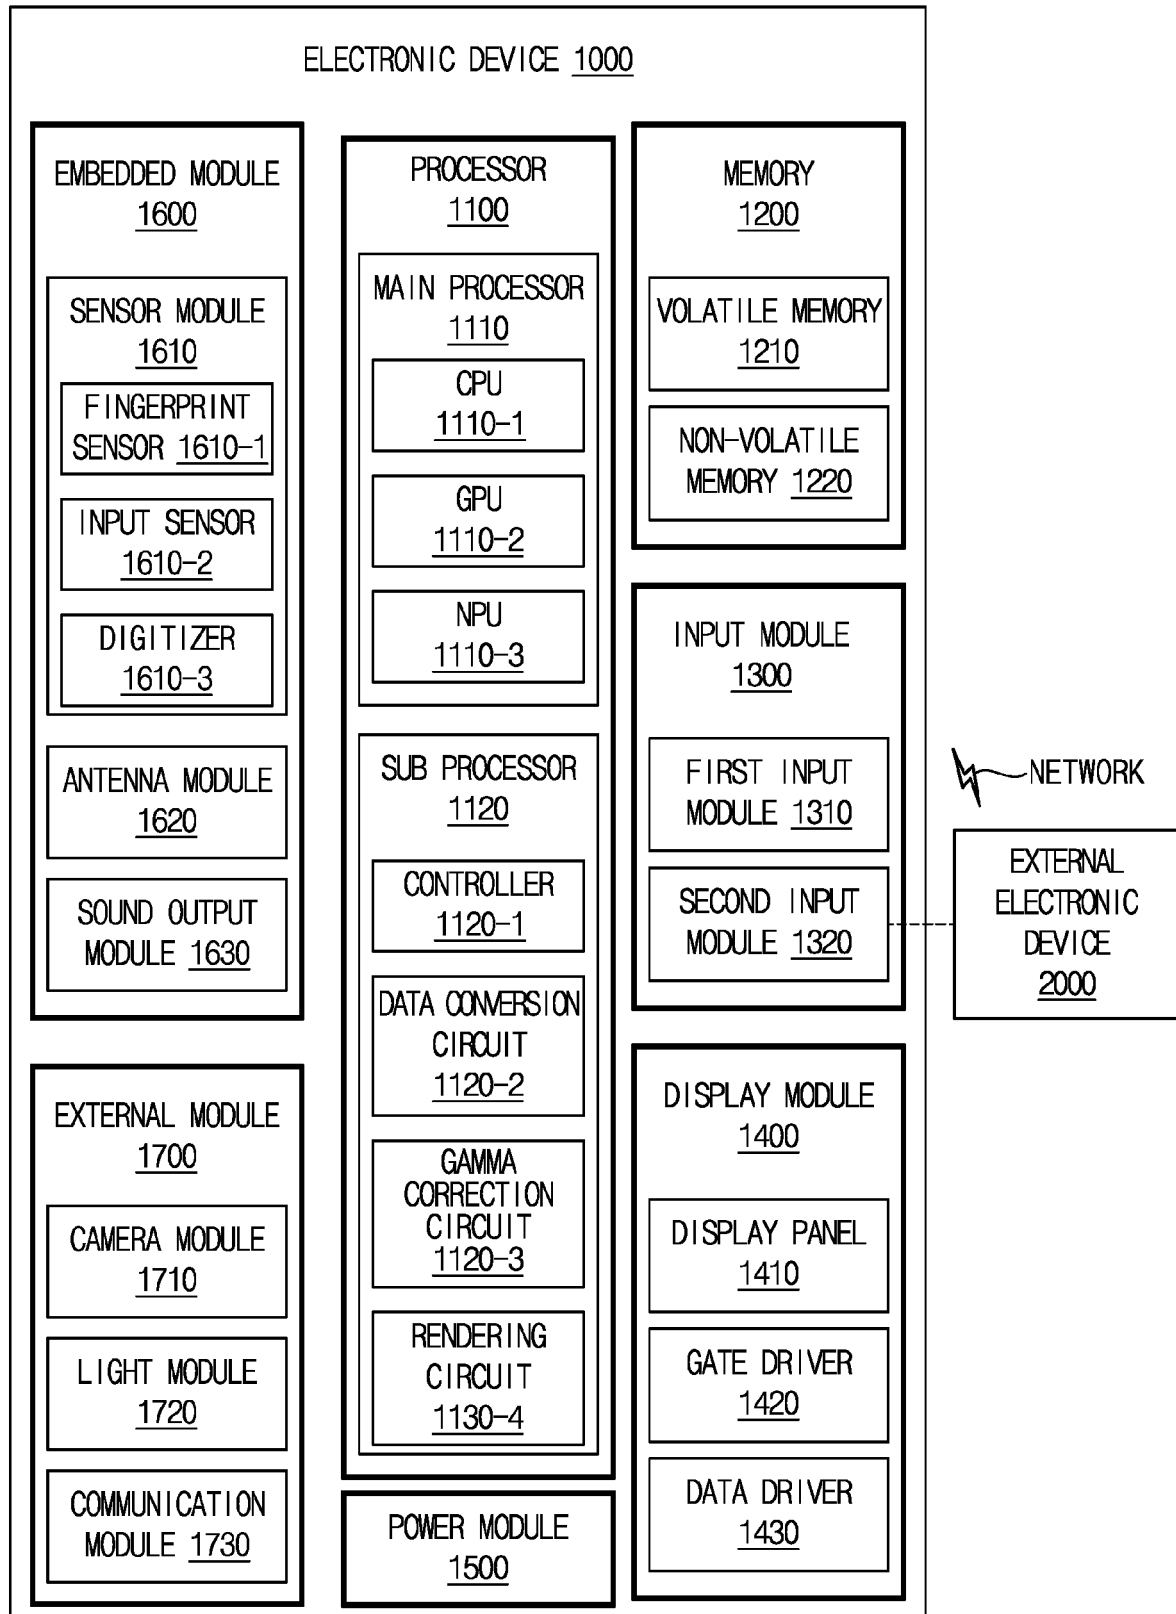 ELECTRONIC DEVICE 1000
EMBEDDED MODULE
1600
SENSOR MODULE
1610
FINGERPRINT
SENSOR 1610-1
INPUT SENSOR
1610-2
DIGITIZER
1610-3
ANTENNA MODULE
1620
SOUND OUTPUT
MODULE 1630
EXTERNAL MODULE
1700
CAMERA MODULE
1710
LIGHT MODULE
1720
COMMUNICATION
MODULE 1730
PROCESSOR
1100
MAIN PROCESSOR
1110
CPU
1110-1
GPU
1110-2
NPU
1110-3
SUB PROCESSOR
1120
CONTROLLER
1120-1
DATA CONVERSION
CIRCUIT
1120-2
GAMMA
CORRECTION
CIRCUIT
1120-3
RENDERING
CIRCUIT
1130-4
POWER MODULE
1500
MEMORY
1200
VOLATILE MEMORY
1210
NON-VOLATILE
MEMORY 1220
INPUT MODULE
1300
FIRST INPUT
MODULE 1310
SECOND INPUT
MODULE 1320
DISPLAY MODULE
1400
DISPLAY PANEL
1410
GATE DRIVER
1420
DATA DRIVER
1430
NETWORK
EXTERNAL
ELECTRONIC
DEVICE
2000